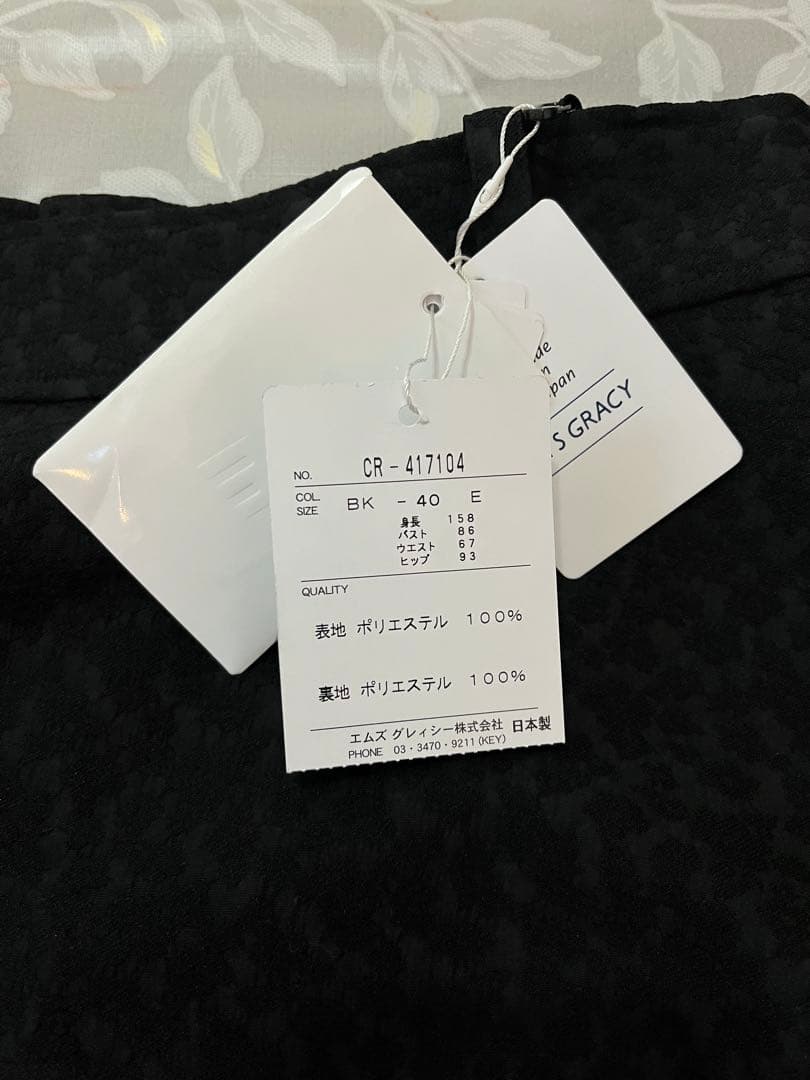 Japan
S GRACY
NO. CR-417104
COL.
SIZE BK - 40 E
身長 158
バスト 86
ウエスト 67
ヒップ 93
QUALITY
表地 ポリエステル 100%
裏地 ポリエステル 100%
エムズ グレィシー株式会社 日本製
PHONE 03・3470・9211(KEY)